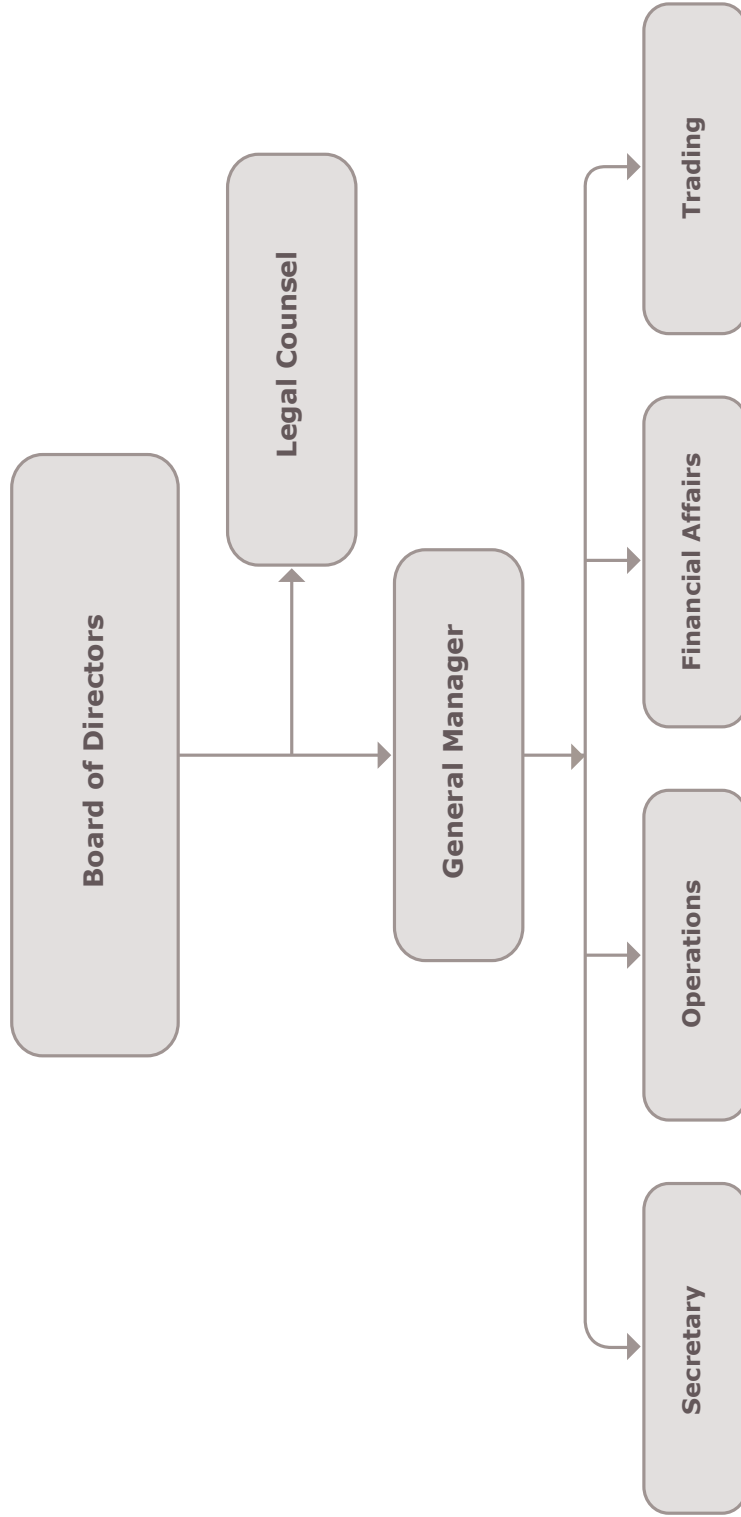 Board of Directors
Legal Counsel
General Manager
Secretary
Operations
Financial Affairs
Trading